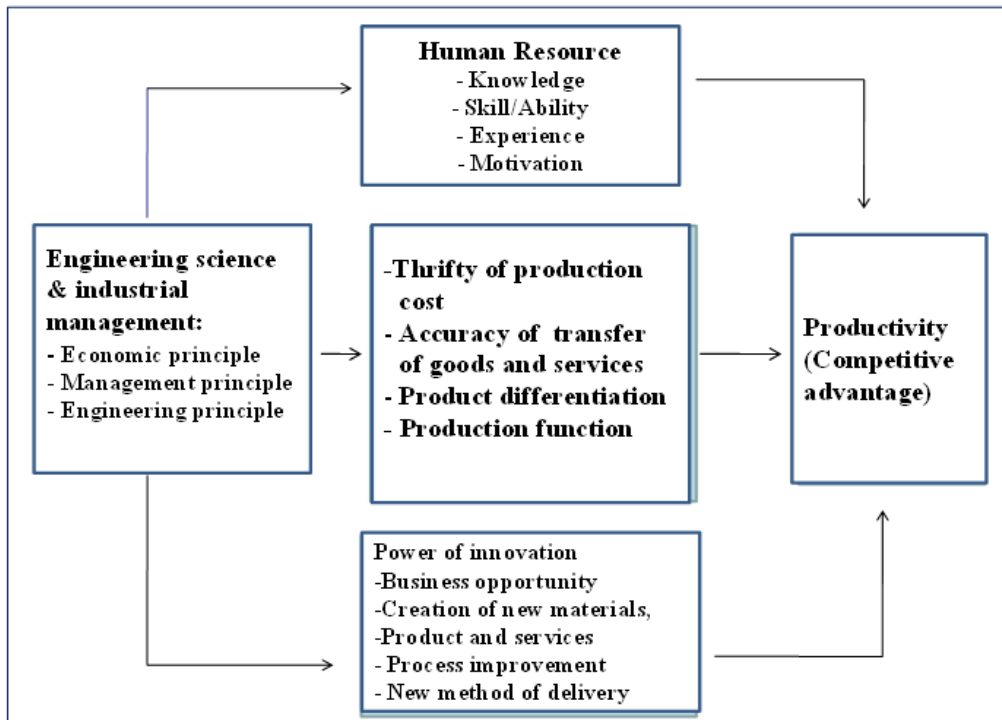 Human Resource
- Knowledge
- Skill/Ability
- Experience
- Motivation
Engineering science
& industrial
management:
- Economic principle
- Management principle
- Engineering principle
-Thrifty of production
cost
- Accuracy of transfer
of goods and services
- Product differentiation
- Production function
Productivity
(Competitive
advantage)
Power of innovation
-Business opportunity
-Creation of new materials,
-Product and services
- Process improvement
- New method of delivery